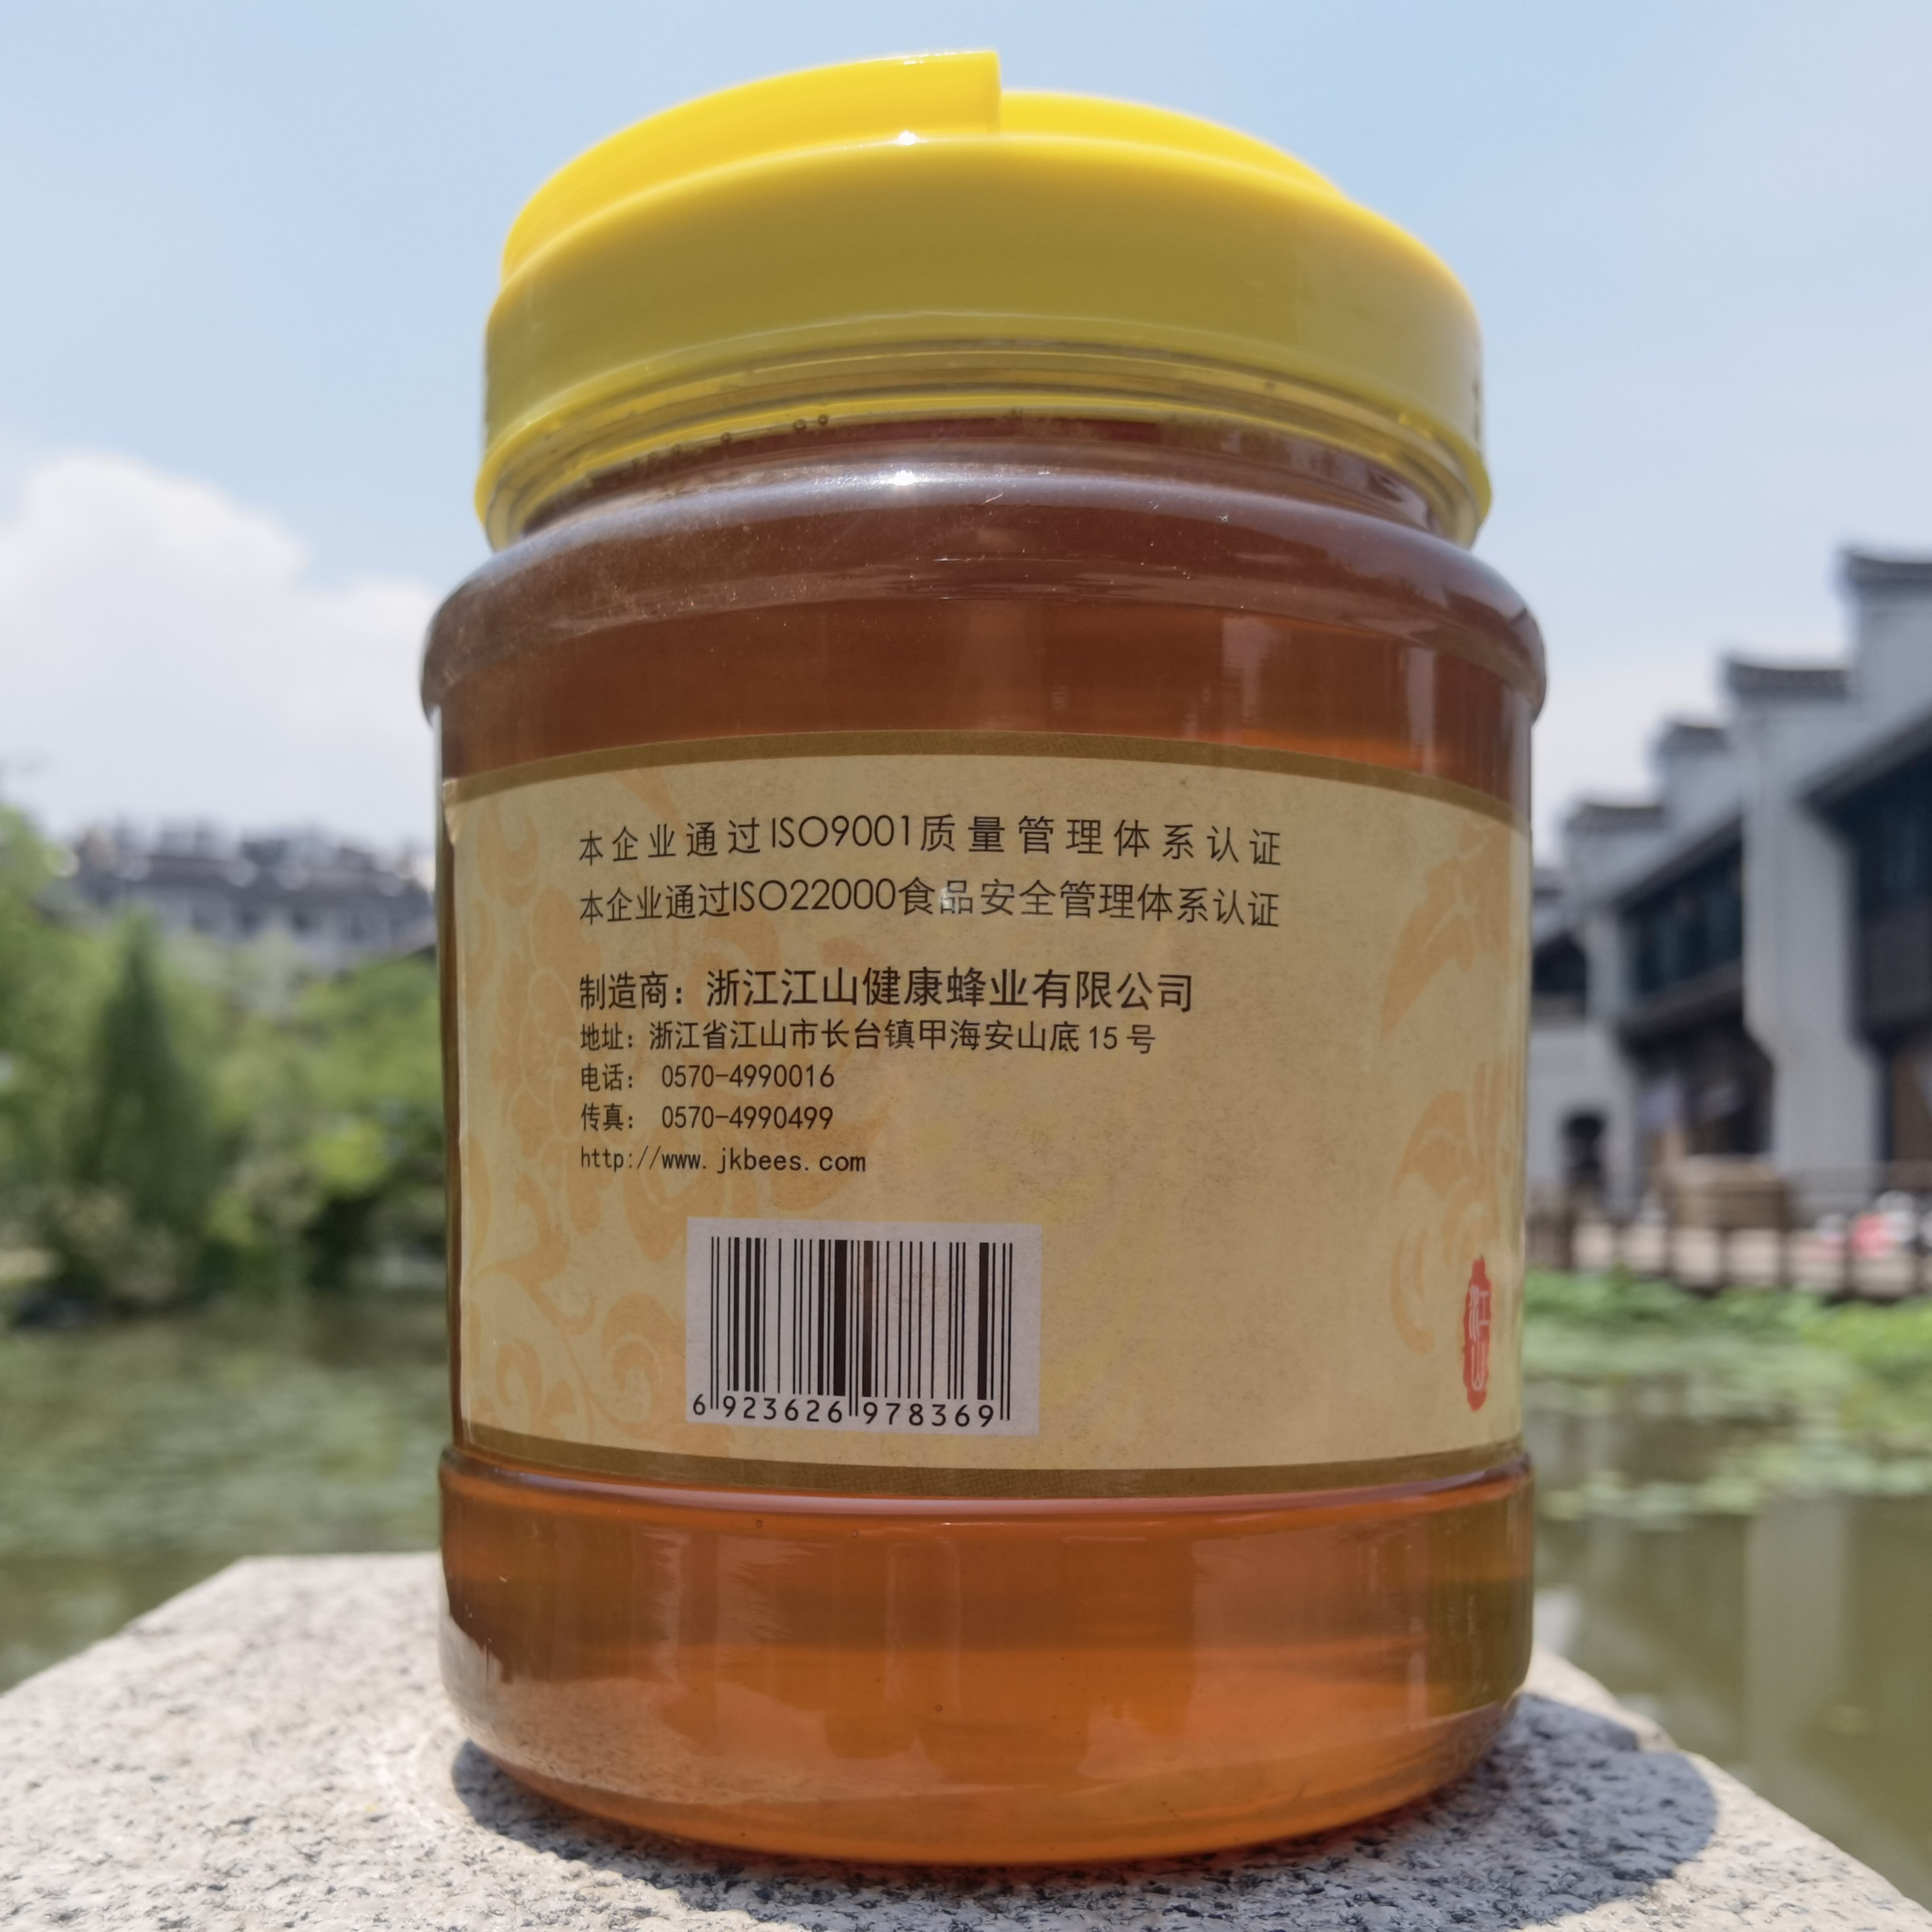 本企业通过ISO9001质量管理体系认证
本企业通过ISO22000食品安全管理体系认证
制造商：浙江江山健康蜂业有限公司
地址：浙江省江山市长台镇甲海安山底15号
电话： 0570-4990016
传真： 0570-4990499
http://www.jkbees.com
6 923626 978369